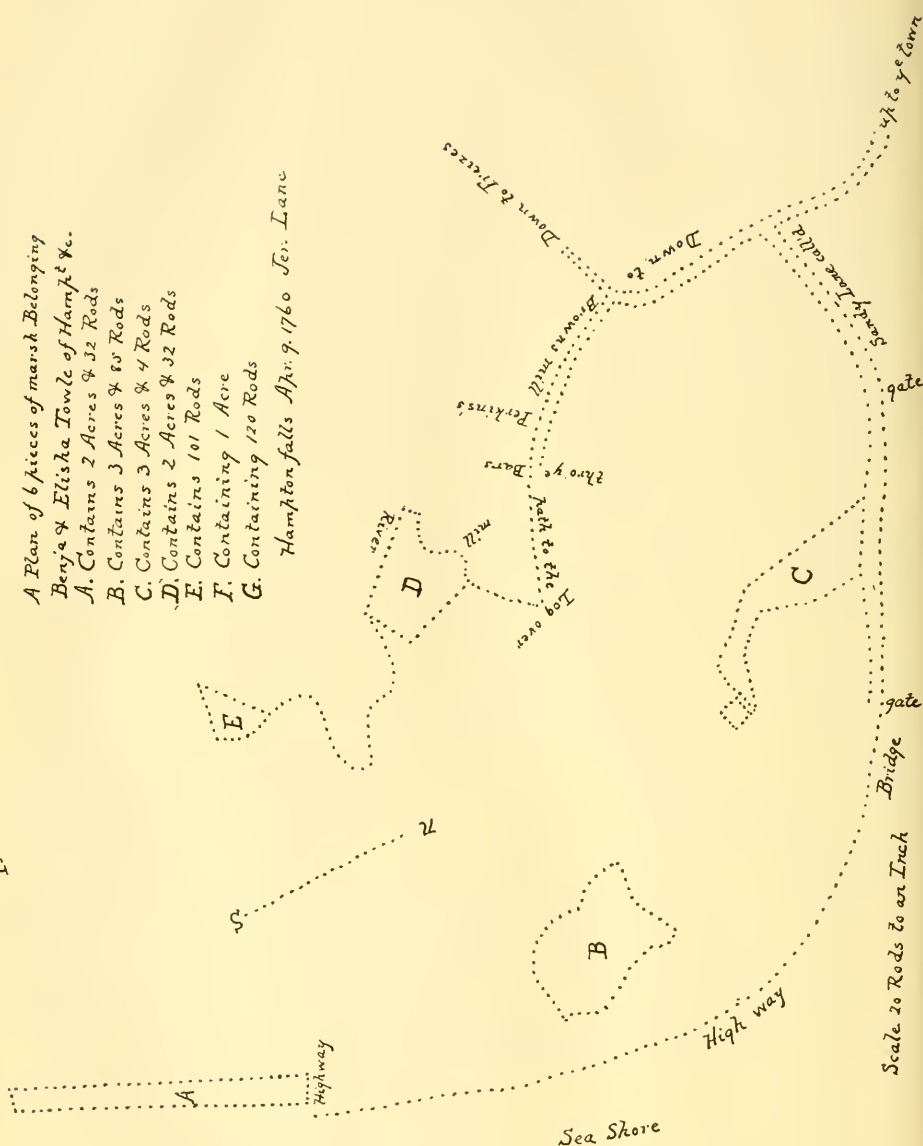 A Plan of 6 pieces of marsh Belonging
Benja & Elisha Towle of Hampt &c.
A. Contains 2 Acres & 32 Rods
B. Contains 3 Acres & 85 Rods
C. Contains 3 Acres & 4 Rods
D. Contains 2 Acres & 32 Rods
E. Contains 101 Rods
F. Containing 1 Acre
G. Containing 120 Rods
Hampton falls Apr. 9. 1760 Jer. Lane
up to ye town
Down to Freezes
Down to
Browns mill
Sandy Lane call'd
gate
Perkins's
Bars
thro' ye
path to the
Log over
River
mill
D
E
C
gate
Bridge
S
N
B
High way
A
Highway
Sea Shore
Scale 20 Rods to an Inch